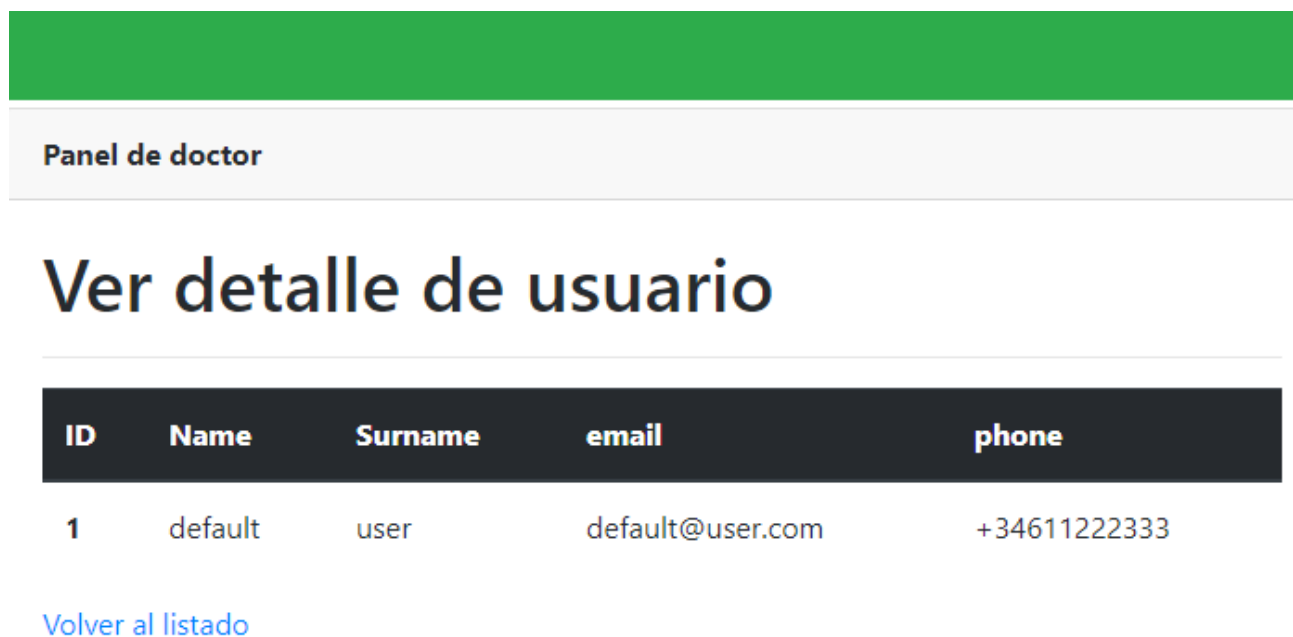 Panel de doctor
Ver detalle de usuario
ID Name Surname email phone
1 default user default@user.com +34611222333
Volver al listado